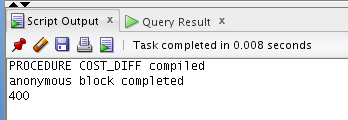 Script Output x Query Result x
Task completed in 0.008 seconds
PROCEDURE COST_DIFF compiled
anonymous block completed
400